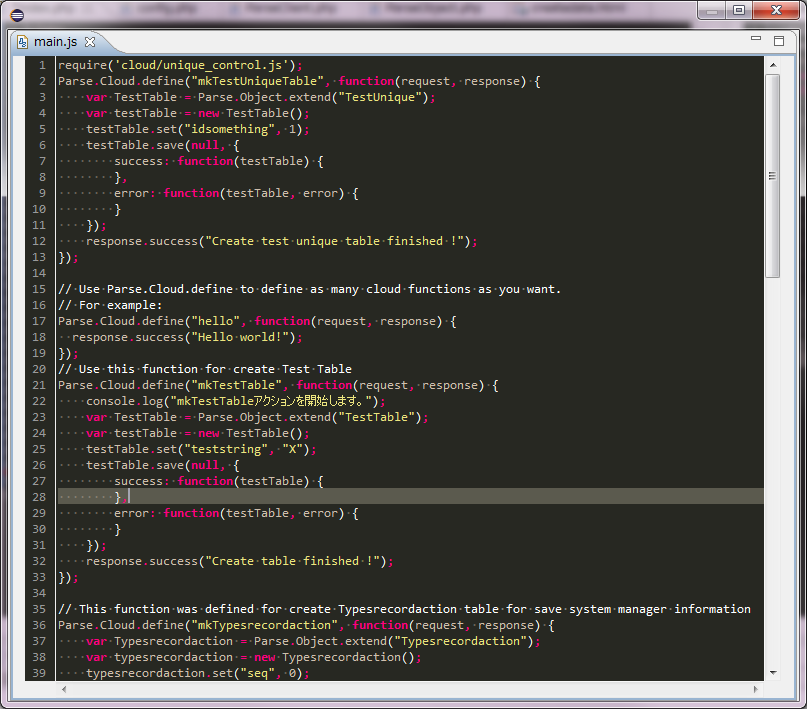 config.php
main.js
1 require('cloud/unique_control.js');
2 Parse.Cloud.define("mkTestUniqueTable", function(request, response) {
3     var TestTable = Parse.Object.extend("TestUnique");
4     var testTable = new TestTable();
5     testTable.set("idsomething", 1);
6     testTable.save(null, {
7         success: function(testTable) {
8         },
9         error: function(testTable, error) {
10         }
11     });
12     response.success("Create test unique table finished !");
13 });
14
15 // Use Parse.Cloud.define to define as many cloud functions as you want.
16 // For example:
17 Parse.Cloud.define("hello", function(request, response) {
18   response.success("Hello world!");
19 });
20 // Use this function for create Test Table
21 Parse.Cloud.define("mkTestTable", function(request, response) {
22     console.log("mkTestTableアクションを開始します。");
23     var TestTable = Parse.Object.extend("TestTable");
24     var testTable = new TestTable();
25     testTable.set("teststring", "X");
26     testTable.save(null, {
27         success: function(testTable) {
28         },
29         error: function(testTable, error) {
30         }
31     });
32     response.success("Create table finished !");
33 });
34
35 // This function was defined for create Typesrecordaction table for save system manager information
36 Parse.Cloud.define("mkTypesrecordaction", function(request, response) {
37     var Typesrecordaction = Parse.Object.extend("Typesrecordaction");
38     var typesrecordaction = new Typesrecordaction();
39     typesrecordaction.set("seq", 0);